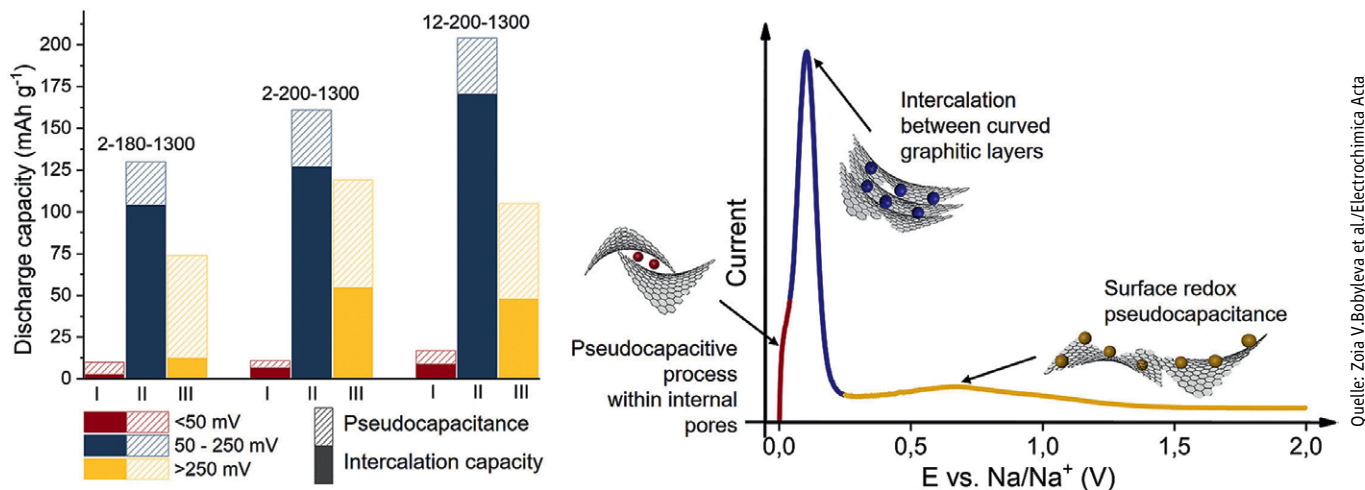 Discharge capacity (mAh g⁻¹)
200
175
150
125
100
75
50
25
0
2-180-1300
2-200-1300
12-200-1300
I II III I II III I II III
<50 mV
50 - 250 mV
>250 mV
Pseudocapacitance
Intercalation capacity
Current
Intercalation
between curved
graphitic layers
Surface redox
pseudocapacitance
Pseudocapacitive
process
within internal
pores
0,0 0,5 1,0 1,5 2,0
E vs. Na/Na⁺ (V)
Quelle: Zoia V.Bobyleva et al./Electrochimica Acta